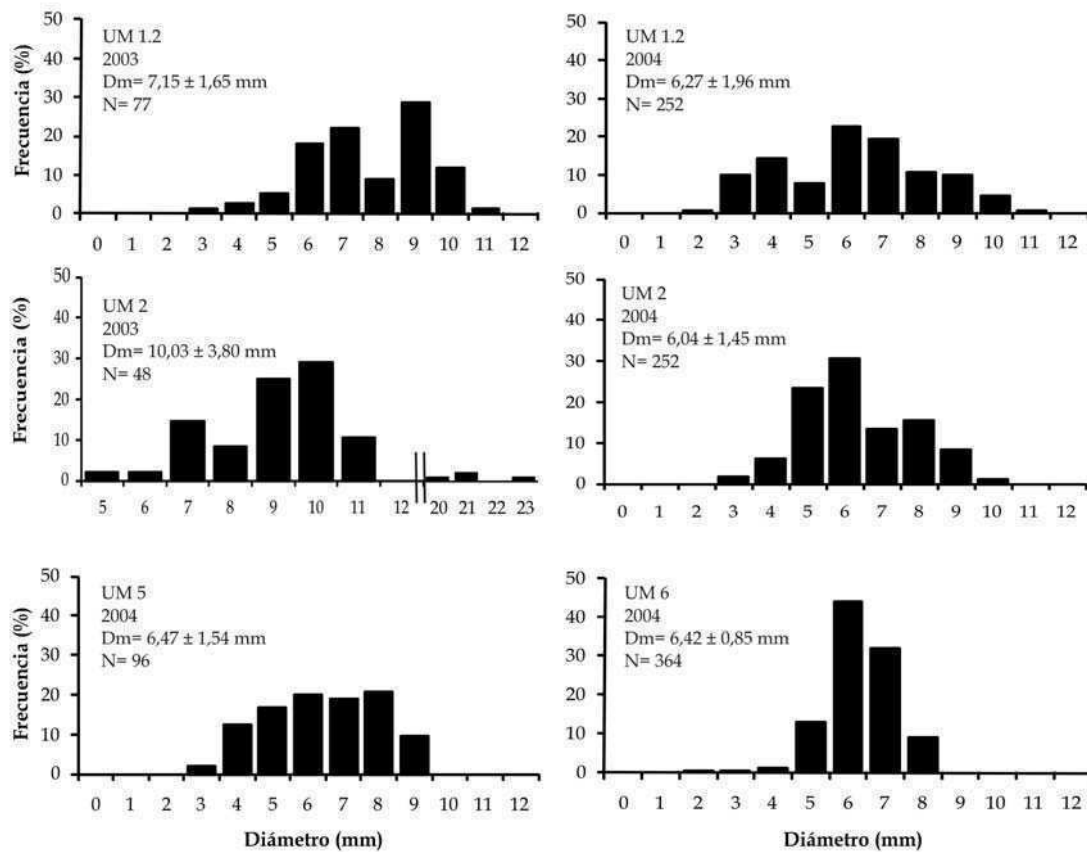 Frecuencia (%)
50
40
30
20
10
0
UM 1.2
2003
Dm= 7,15 ± 1,65 mm
N= 77
0 1 2 3 4 5 6 7 8 9 10 11 12
50
40
30
20
10
0
UM 1.2
2004
Dm= 6,27 ± 1,96 mm
N= 252
0 1 2 3 4 5 6 7 8 9 10 11 12
Frecuencia (%)
50
40
30
20
10
0
UM 2
2003
Dm= 10,03 ± 3,80 mm
N= 48
5 6 7 8 9 10 11 12 20 21 22 23
50
40
30
20
10
0
UM 2
2004
Dm= 6,04 ± 1,45 mm
N= 252
0 1 2 3 4 5 6 7 8 9 10 11 12
Frecuencia (%)
50
40
30
20
10
0
UM 5
2004
Dm= 6,47 ± 1,54 mm
N= 96
0 1 2 3 4 5 6 7 8 9 10 11 12
Diámetro (mm)
50
40
30
20
10
0
UM 6
2004
Dm= 6,42 ± 0,85 mm
N= 364
0 1 2 3 4 5 6 7 8 9 10 11 12
Diámetro (mm)